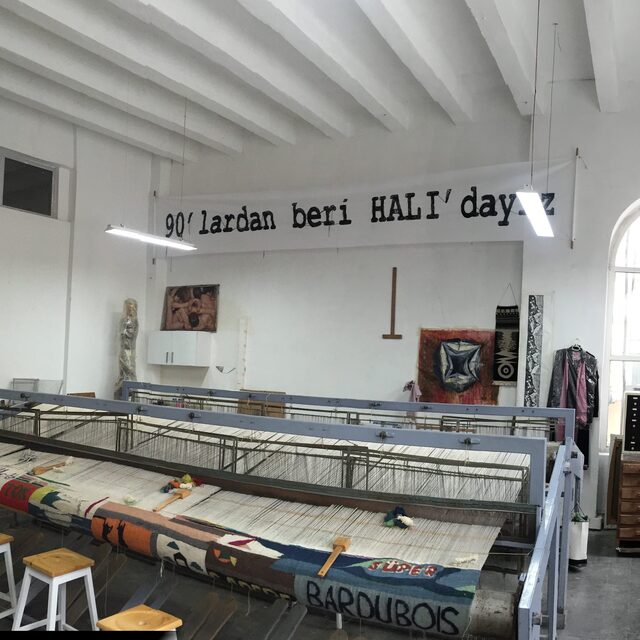 90' lardan beri HALI' dayız
SÜPER
BARDUBOIS